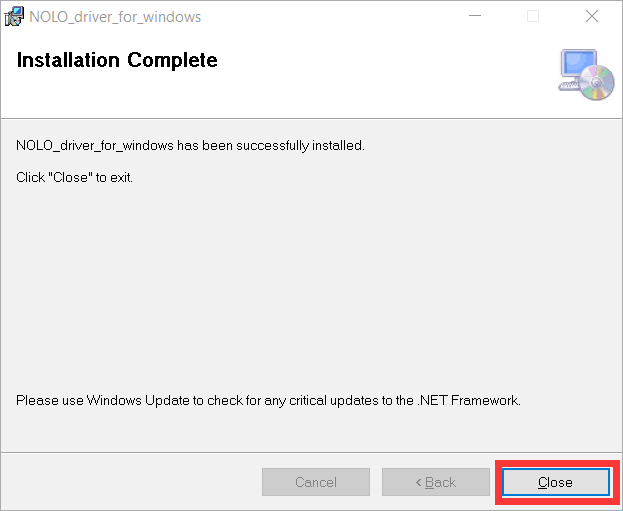 NOLO_driver_for_windows
Installation Complete
NOLO_driver_for_windows has been successfully installed.
Click "Close" to exit.
Please use Windows Update to check for any critical updates to the .NET Framework.
Cancel
< Back
Close